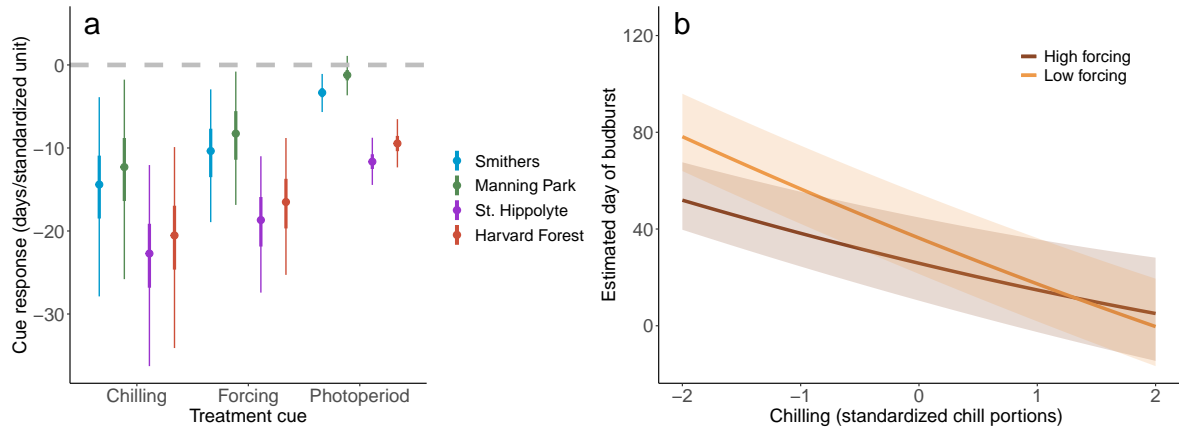 a
Cue response (days/standardized unit)
0
−10
−20
−30
Chilling
Forcing
Photoperiod
Treatment cue
Smithers
Manning Park
St. Hippolyte
Harvard Forest
b
Estimated day of budburst
120
80
40
0
High forcing
Low forcing
−2
−1
0
1
2
Chilling (standardized chill portions)